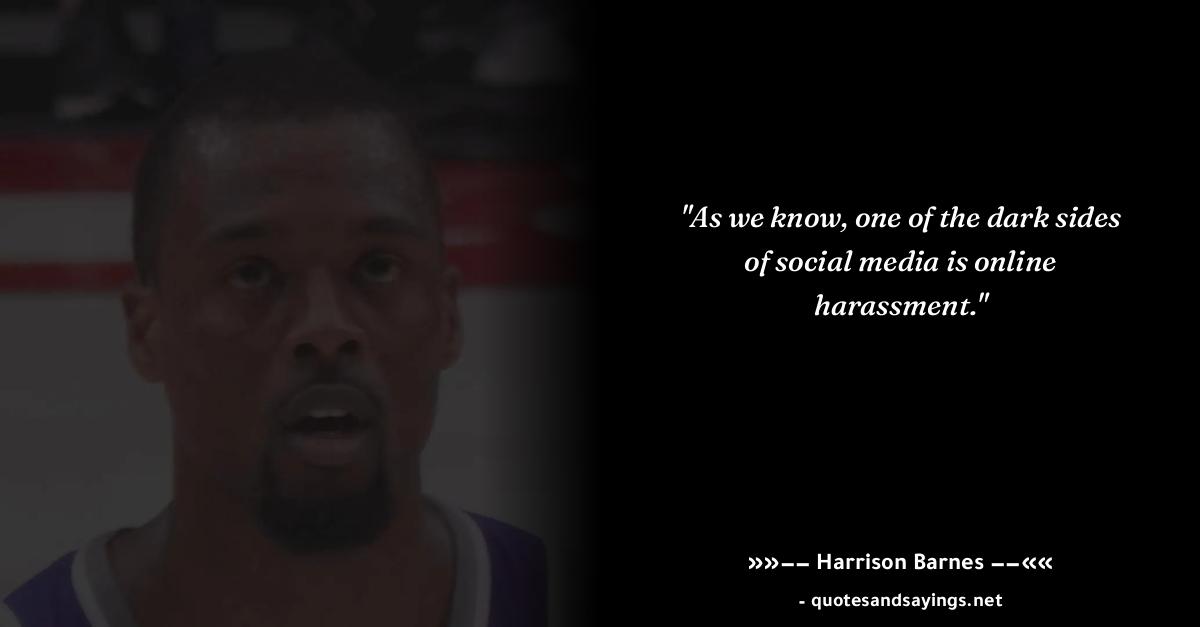 "As we know, one of the dark sides
of social media is online
harassment."
»»—— Harrison Barnes ——««
- quotesandsayings.net